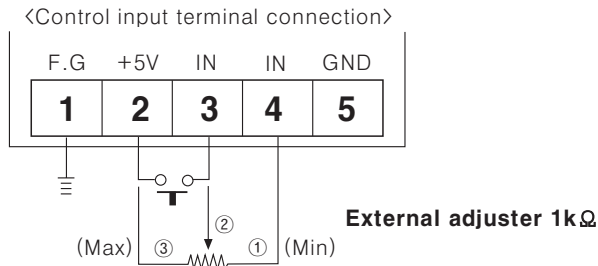 <Control input terminal connection>
F.G +5V IN IN GND
1 2 3 4 5
②
External adjuster 1kΩ
(Max) ③ ① (Min)